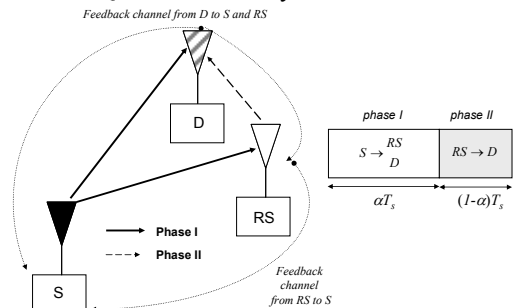 Feedback channel from D to S and RS
D
RS
S
Phase I
Phase II
Feedback
channel
from RS to S
phase I
phase II
S → RS
D
RS → D
αTs
(1-α)Ts